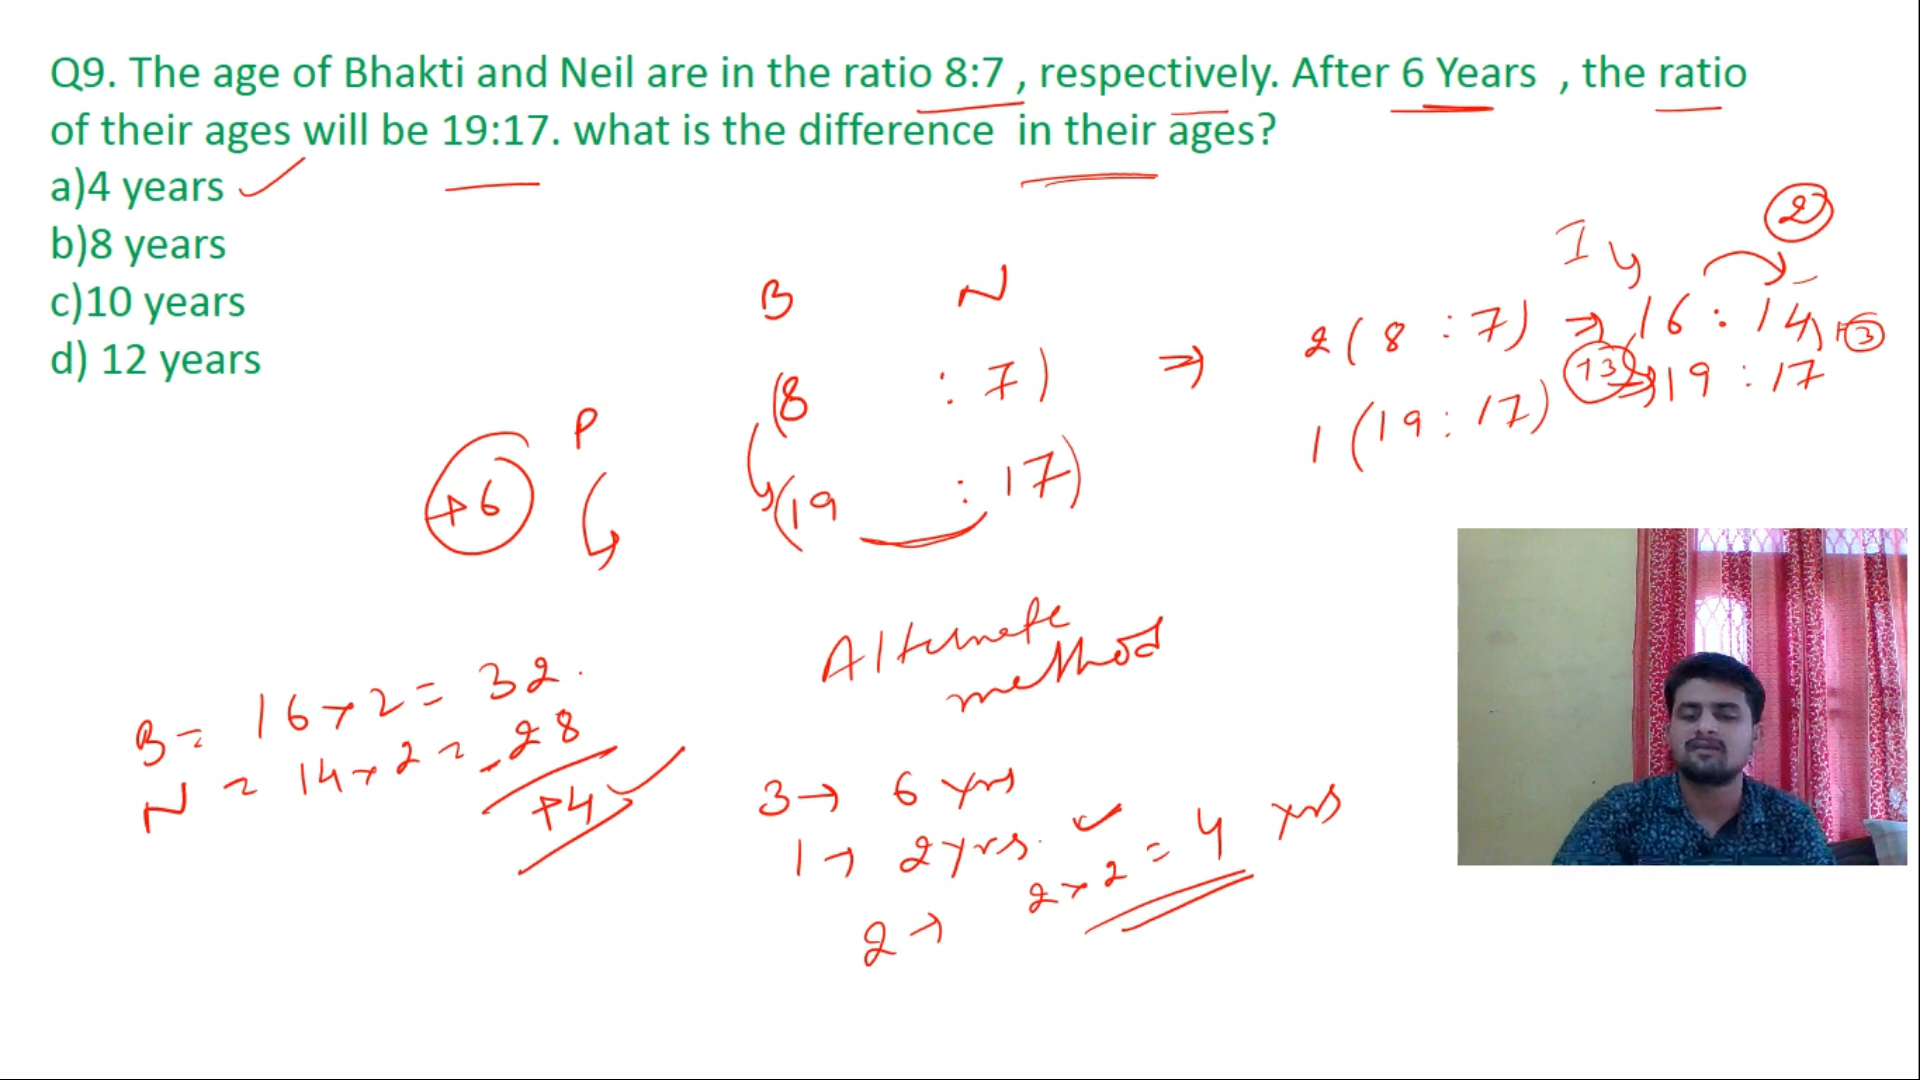 Q9. The age of Bhakti and Neil are in the ratio 8:7 , respectively. After 6 Years , the ratio
of their ages will be 19:17. what is the difference in their ages?
a)4 years
b)8 years
c)10 years
d) 12 years
B N
(8 : 7) ⇒
P
+6
(19 : 17)
2
2(8 : 7) ⇒ 16 : 14 +3
1(19 : 17) +3 ⇒ 19 : 17
Alternate
method
B = 16 × 2 = 32
N = 14 × 2 = -28
+4
3 → 6 yrs
1 → 2 yrs.
2 → 2 × 2 = 4 yrs